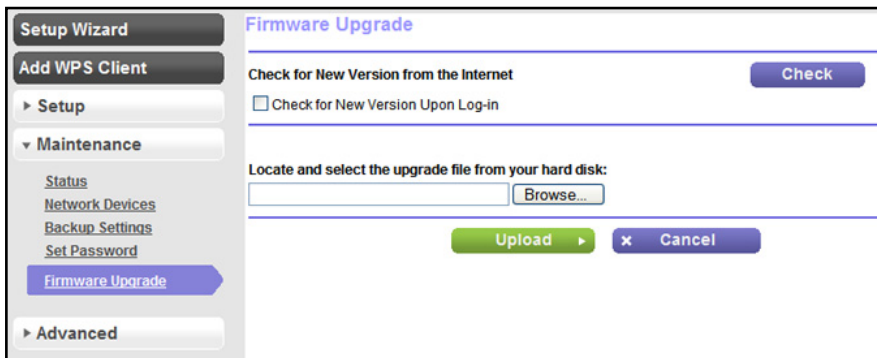 Setup Wizard
Add WPS Client
Setup
Maintenance
Status
Network Devices
Backup Settings
Set Password
Firmware Upgrade
Advanced
Firmware Upgrade
Check for New Version from the Internet
Check
Check for New Version Upon Log-in
Locate and select the upgrade file from your hard disk:
Browse...
Upload
Cancel